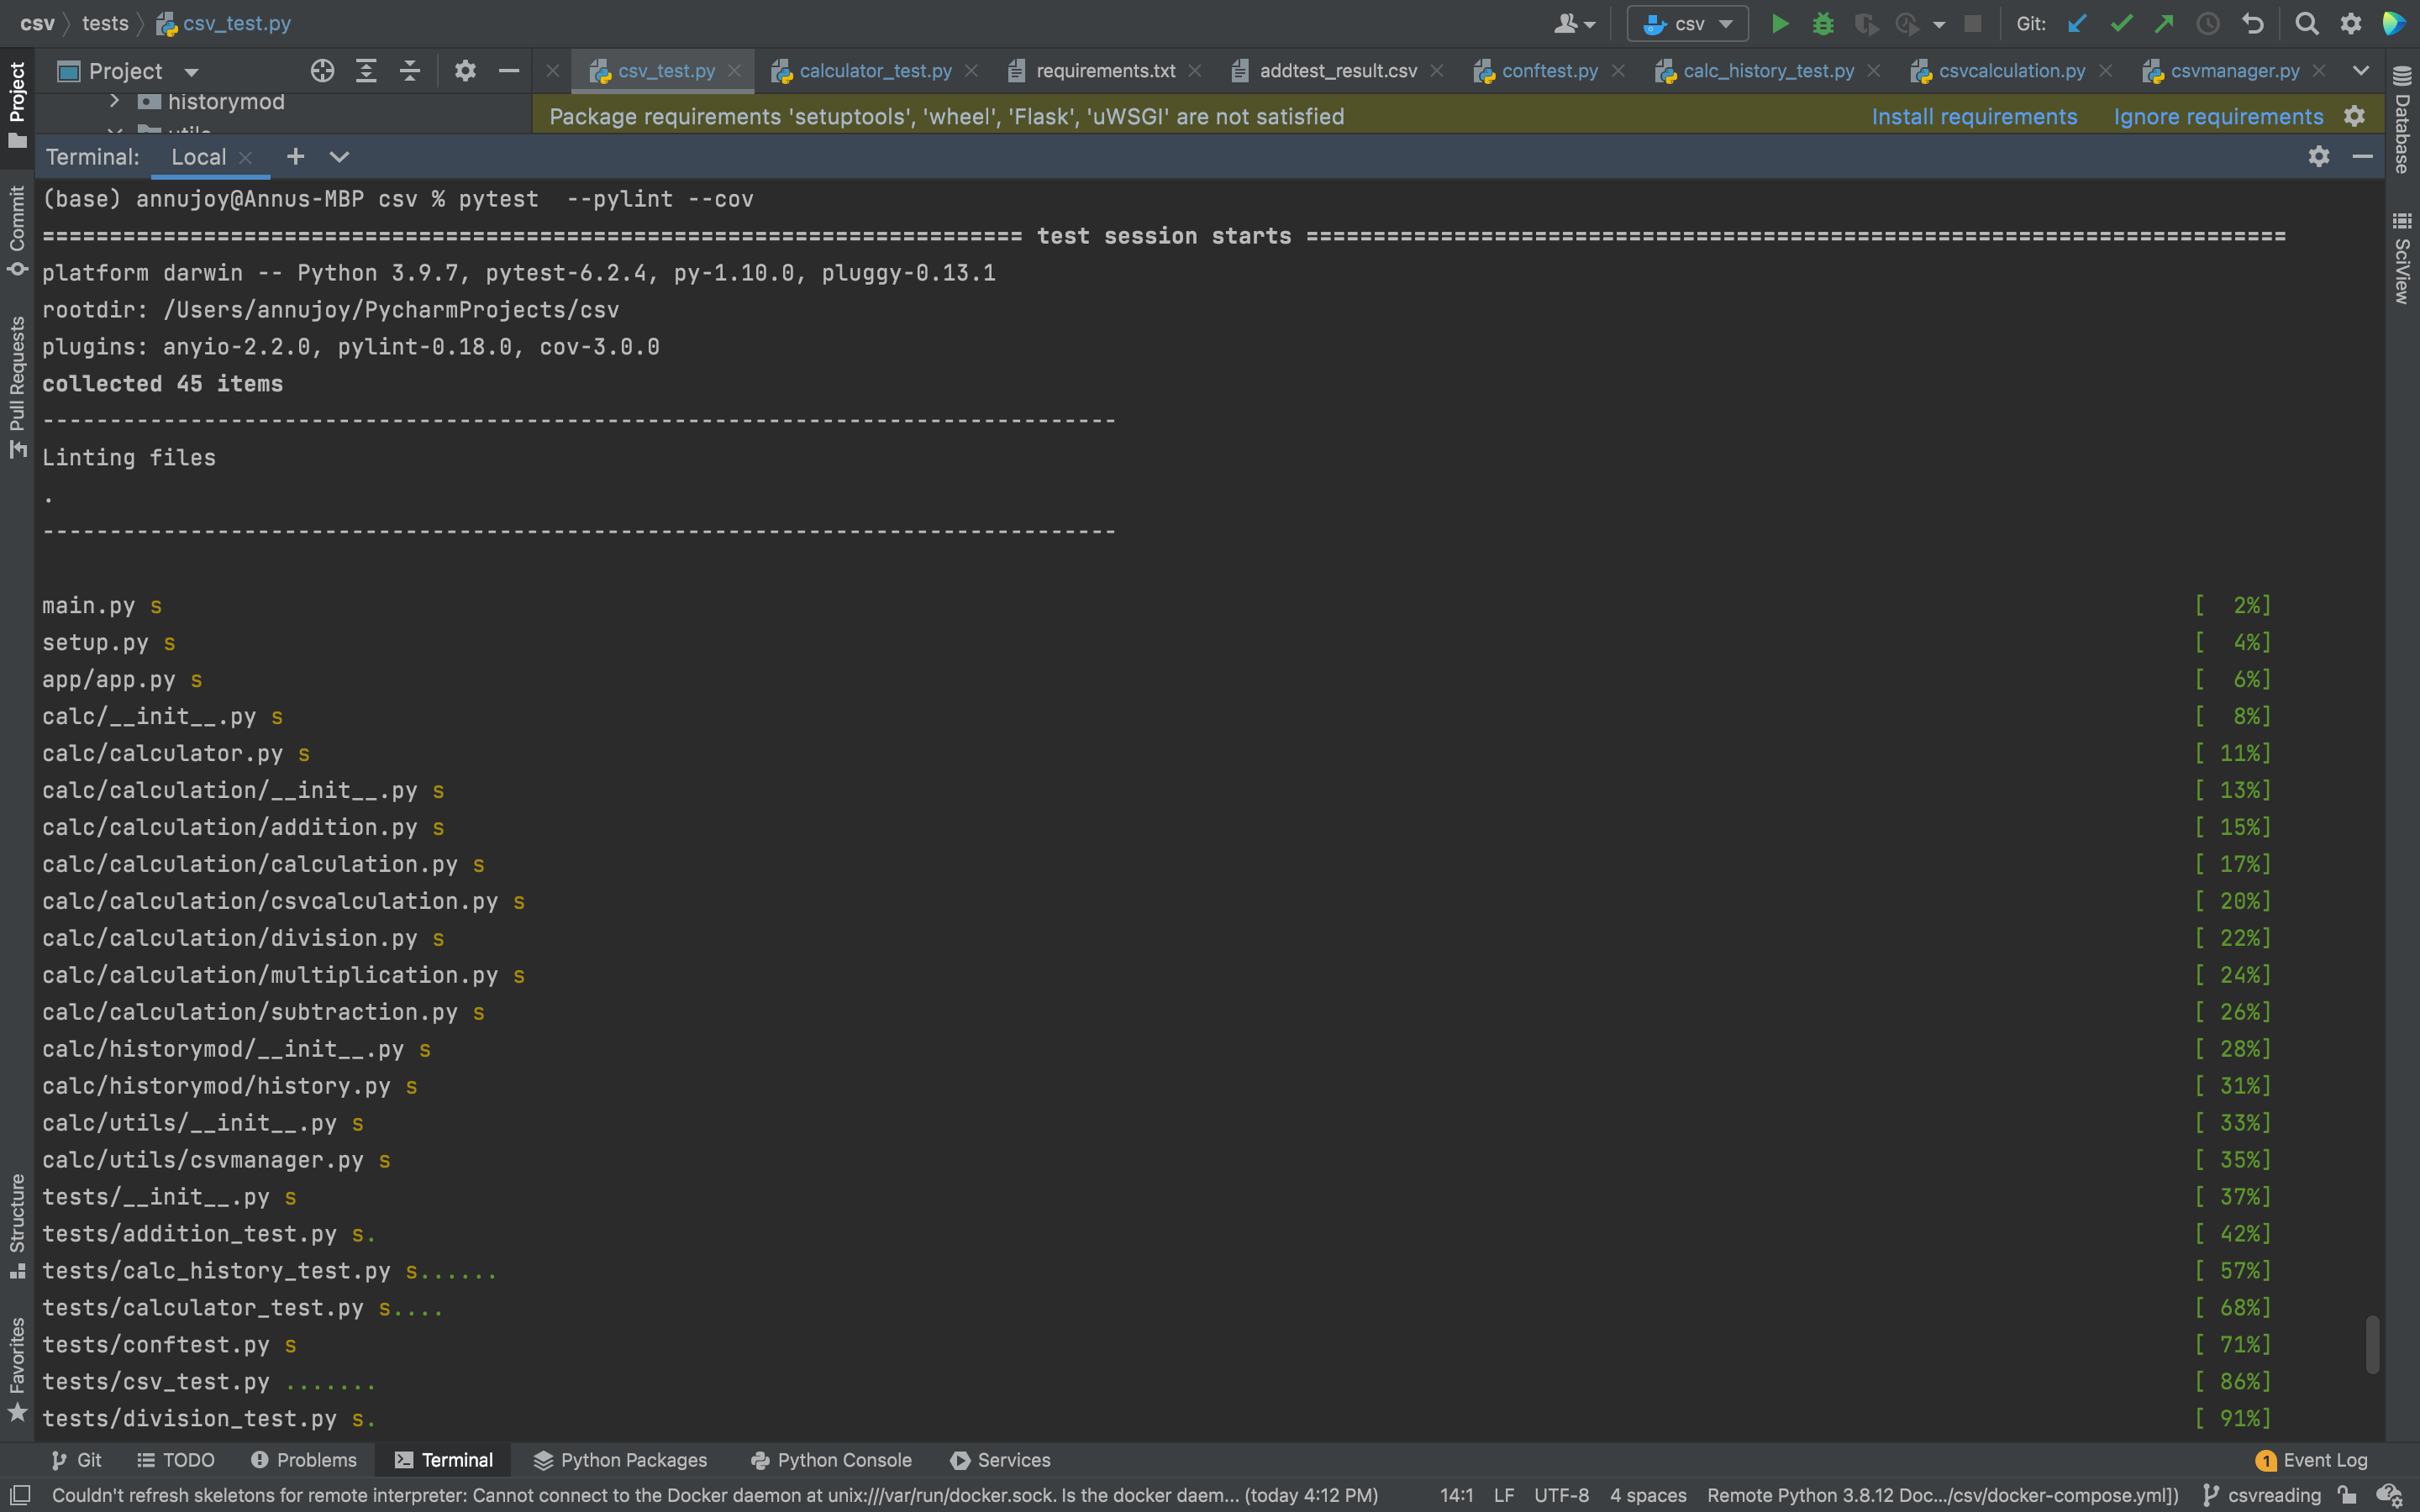 csv tests csv_test.py csv Git:
Project csv_test.py calculator_test.py requirements.txt addtest_result.csv conftest.py calc_history_test.py csvcalculation.py csvmanager.py
historymod
utils
Package requirements 'setuptools', 'wheel', 'Flask', 'uWSGI' are not satisfied Install requirements Ignore requirements
Terminal: Local
(base) annujoy@Annus-MBP csv % pytest  --pylint --cov
========================================================================= test session starts =========================================================================
platform darwin -- Python 3.9.7, pytest-6.2.4, py-1.10.0, pluggy-0.13.1
rootdir: /Users/annujoy/PycharmProjects/csv
plugins: anyio-2.2.0, pylint-0.18.0, cov-3.0.0
collected 45 items
--------------------------------------------------------------------------------
Linting files
.
--------------------------------------------------------------------------------
main.py s [  2%]
setup.py s [  4%]
app/app.py s [  6%]
calc/__init__.py s [  8%]
calc/calculator.py s [ 11%]
calc/calculation/__init__.py s [ 13%]
calc/calculation/addition.py s [ 15%]
calc/calculation/calculation.py s [ 17%]
calc/calculation/csvcalculation.py s [ 20%]
calc/calculation/division.py s [ 22%]
calc/calculation/multiplication.py s [ 24%]
calc/calculation/subtraction.py s [ 26%]
calc/historymod/__init__.py s [ 28%]
calc/historymod/history.py s [ 31%]
calc/utils/__init__.py s [ 33%]
calc/utils/csvmanager.py s [ 35%]
tests/__init__.py s [ 37%]
tests/addition_test.py s. [ 42%]
tests/calc_history_test.py s...... [ 57%]
tests/calculator_test.py s.... [ 68%]
tests/conftest.py s [ 71%]
tests/csv_test.py ....... [ 86%]
tests/division_test.py s. [ 91%]
Project
Commit
Pull Requests
Structure
Favorites
Database
SciView
Git TODO Problems Terminal Python Packages Python Console Services 1 Event Log
Couldn't refresh skeletons for remote interpreter: Cannot connect to the Docker daemon at unix:///var/run/docker.sock. Is the docker daem... (today 4:12 PM) 14:1 LF UTF-8 4 spaces Remote Python 3.8.12 Doc.../csv/docker-compose.yml]) csvreading